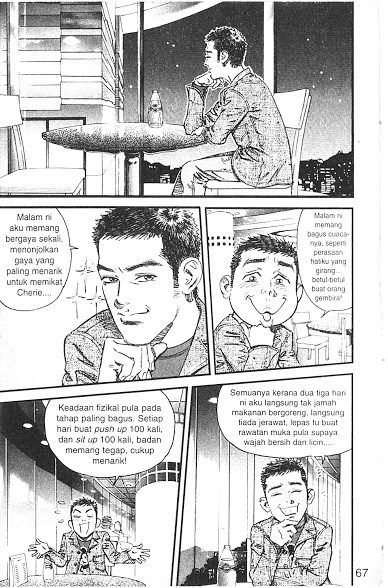 Malam ni
aku memang
bergaya sekali,
menonjolkan
gaya yang
paling menarik
untuk memikat
Cherie....
Malam ni
memang
bagus cuaca-
nya, seperti
perasaan
hatiku yang
girang...
betul-betul
buat orang
gembira!
Keadaan fizikal pula pada
tahap paling bagus. Setiap
hari buat push up 100 kali,
dan sit up 100 kali, badan
memang tegap, cukup
menarik!
Semuanya kerana dua tiga hari
ni aku langsung tak jamah
makanan bergoreng, langsung
tiada jerawat, lepas tu buat
rawatan muka pula supaya
wajah bersih dan licin....
67